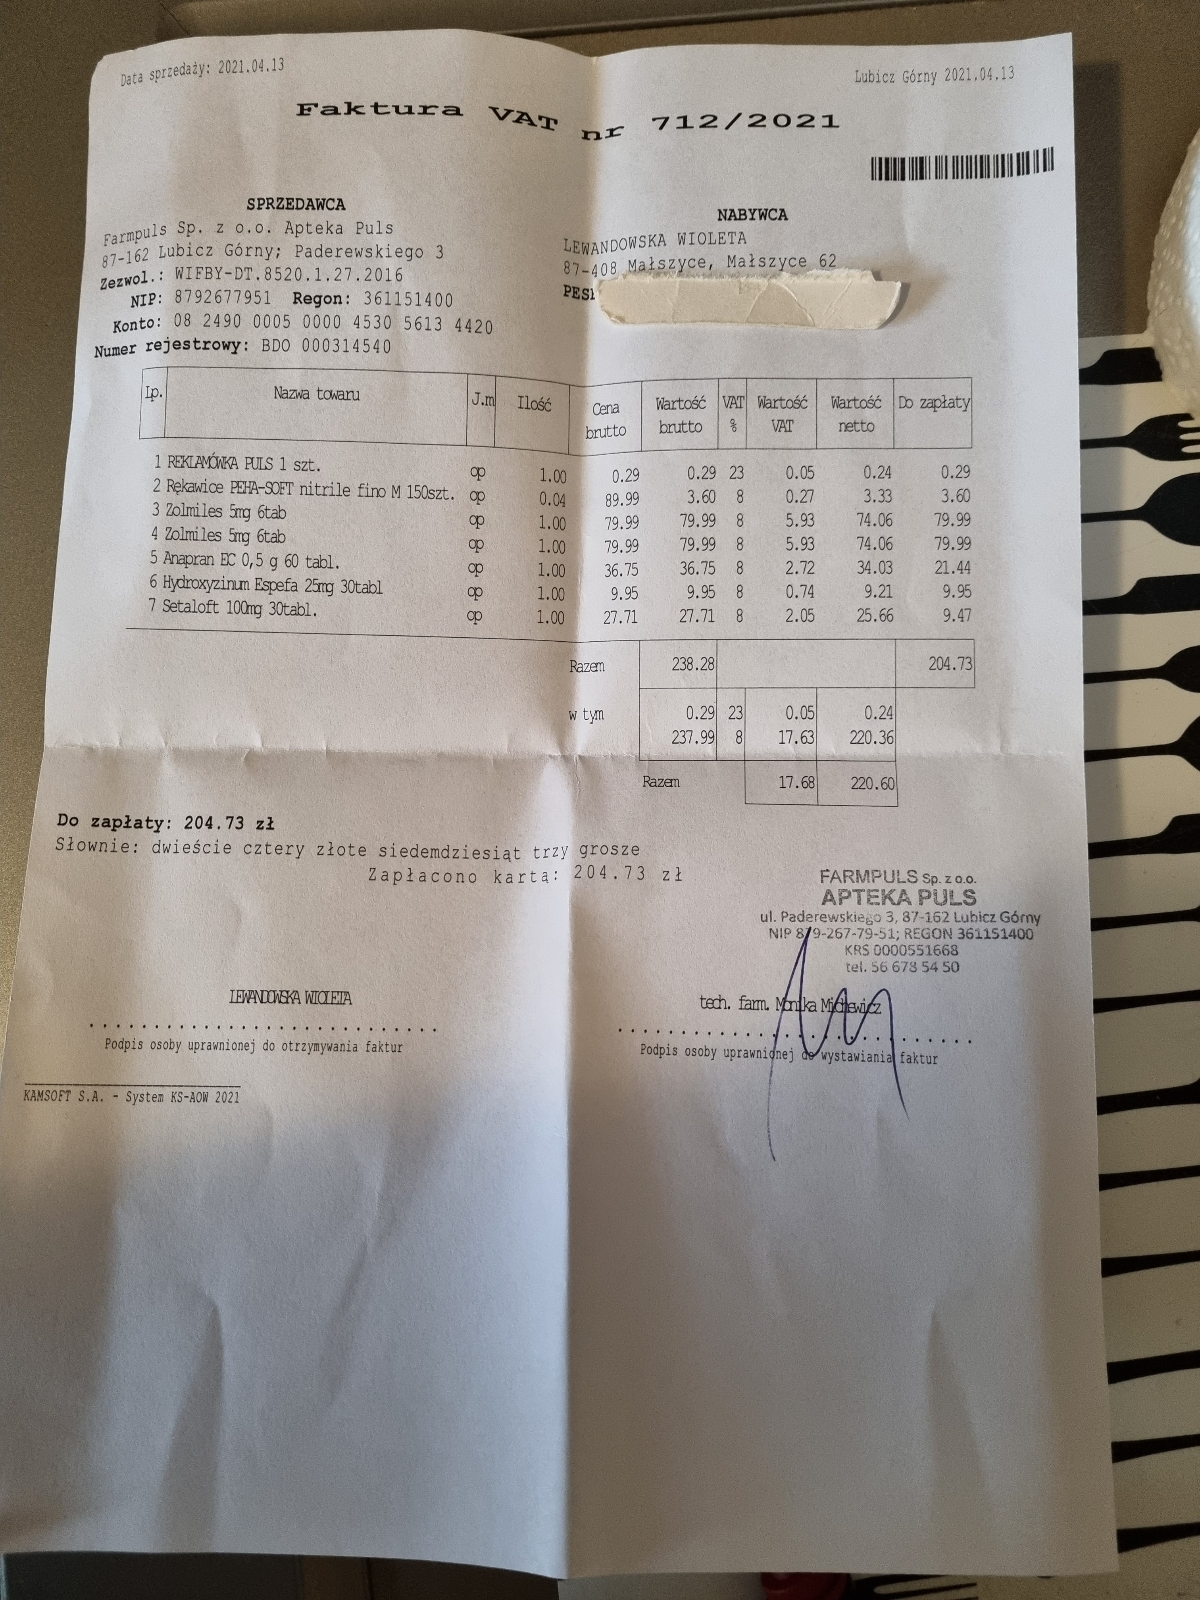 Data sprzedaży: 2021.04.13
Lubicz Górny 2021.04.13
Faktura VAT nr 712/2021
SPRZEDAWCA
Farmpuls Sp. z o.o. Apteka Puls
87-162 Lubicz Górny; Paderewskiego 3
Zezwol.: WIFBY-DT.8520.1.27.2016
NIP: 8792677951 Regon: 361151400
Konto: 08 2490 0005 0000 4530 5613 4420
Numer rejestrowy: BDO 000314540
NABYWCA
LEWANDOWSKA WIOLETA
87-408 Małszyce, Małszyce 62
Lp. Nazwa towaru J.m Ilość Cena brutto Wartość brutto VAT % Wartość VAT Wartość netto Do zapłaty
1 REKLAMÓWKA PULS 1 szt. op 1.00 0.29 0.29 23 0.05 0.24 0.29
2 Rękawice PEHA-SOFT nitrile fino M 150szt. op 0.04 89.99 3.60 8 0.27 3.33 3.60
3 Zolmiles 5mg 6tab op 1.00 79.99 79.99 8 5.93 74.06 79.99
4 Zolmiles 5mg 6tab op 1.00 79.99 79.99 8 5.93 74.06 79.99
5 Anapran EC 0,5 g 60 tabl. op 1.00 36.75 36.75 8 2.72 34.03 21.44
6 Hydroxyzinum Espefa 25mg 30tabl op 1.00 9.95 9.95 8 0.74 9.21 9.95
7 Setaloft 100mg 30tabl. op 1.00 27.71 27.71 8 2.05 25.66 9.47
Razem 238.28 204.73
w tym 0.29 23 0.05 0.24
237.99 8 17.63 220.36
Razem 17.68 220.60
Do zapłaty: 204.73 zł
Słownie: dwieście cztery złote siedemdziesiąt trzy grosze
Zapłacono kartą: 204.73 zł
FARMPULS Sp. z o.o.
APTEKA PULS
ul. Paderewskiego 3, 87-162 Lubicz Górny
NIP 879-267-79-51; REGON 361151400
KRS 0000551668
tel. 56 678 54 50
LEWANDOWSKA WIOLETA
Podpis osoby uprawnionej do otrzymywania faktur
tech. farm. Monika
Podpis osoby uprawnionej do wystawiania faktur
KAMSOFT S.A. - System KS-AOW 2021